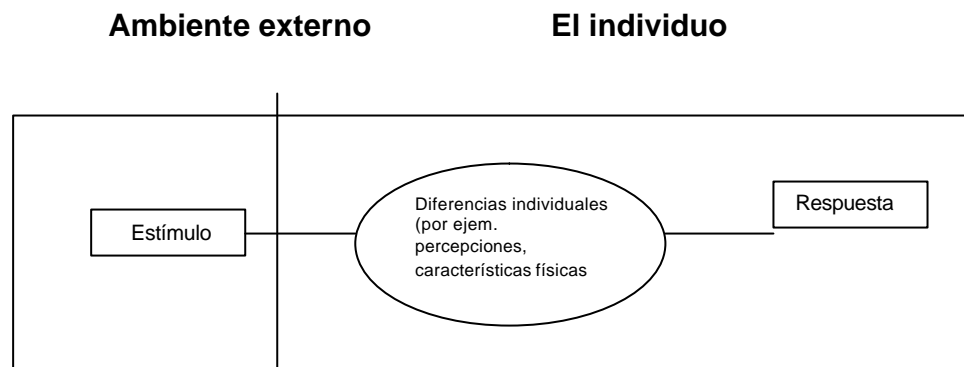 Ambiente externo
El individuo
Estímulo
Diferencias individuales
(por ejem.
percepciones,
características físicas
Respuesta